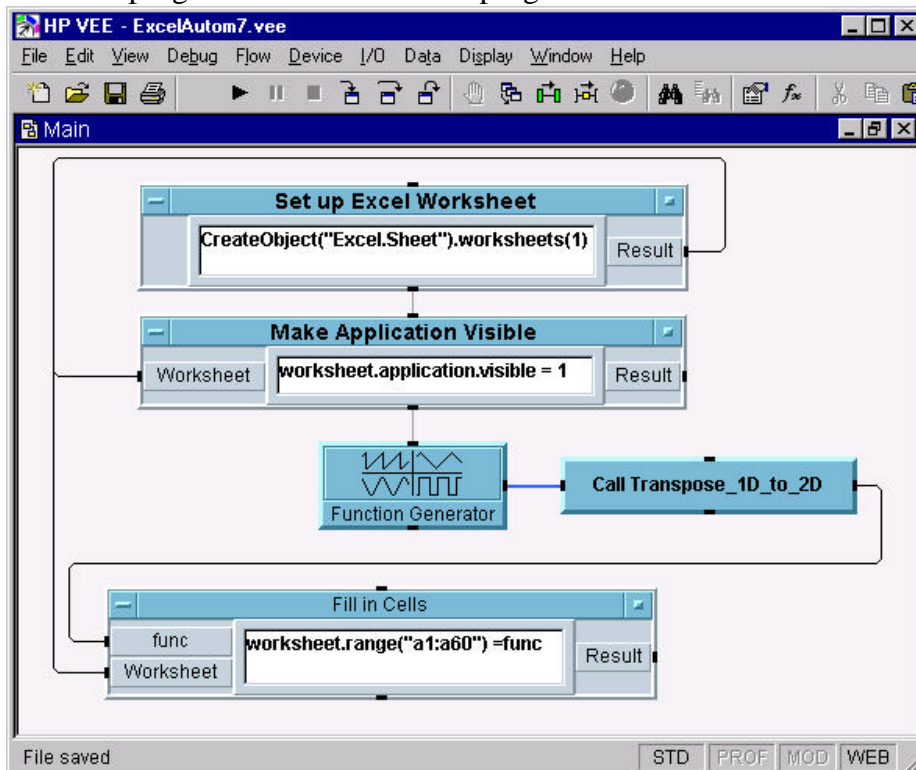 HP VEE - ExcelAutom7.vee
File Edit View Debug Flow Device I/O Data Display Window Help
Main
Set up Excel Worksheet
CreateObject("Excel.Sheet").worksheets(1)
Result
Make Application Visible
Worksheet
worksheet.application.visible = 1
Result
Function Generator
Call Transpose_1D_to_2D
Fill in Cells
func
Worksheet
worksheet.range("a1:a60") =func
Result
File saved
STD PROF MOD WEB